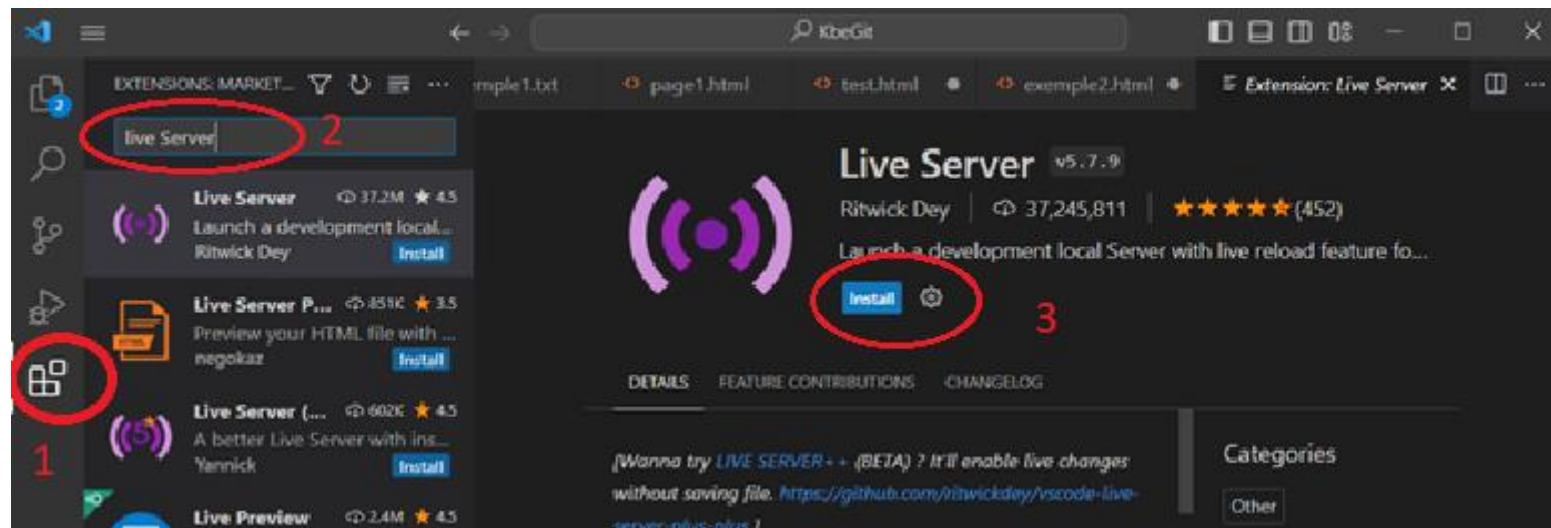 KbeGit
EXTENSIONS: MARKET...
mple1.txt
page1.html
test.html
exemple2.html
Extension: Live Server
2
live Server
2
Live Server 37.2M 4.5
Launch a development local...
Ritwick Dey Install
Live Server P... 851K 3.5
Preview your HTML file with ...
negokaz Install
Live Server (... 602K 4.5
A better Live Server with ins...
Yannick Install
Live Preview 2.4M 4.5
1
Live Server v5.7.9
Ritwick Dey 37,245,811 (452)
Launch a development local Server with live reload feature fo...
Install
3
DETAILS FEATURE CONTRIBUTIONS CHANGELOG
[Wanna try LIVE SERVER++ (BETA) ? It'll enable live changes
without saving file. https://github.com/ritwickdey/vscode-live-
server-plus-plus ]
Categories
Other